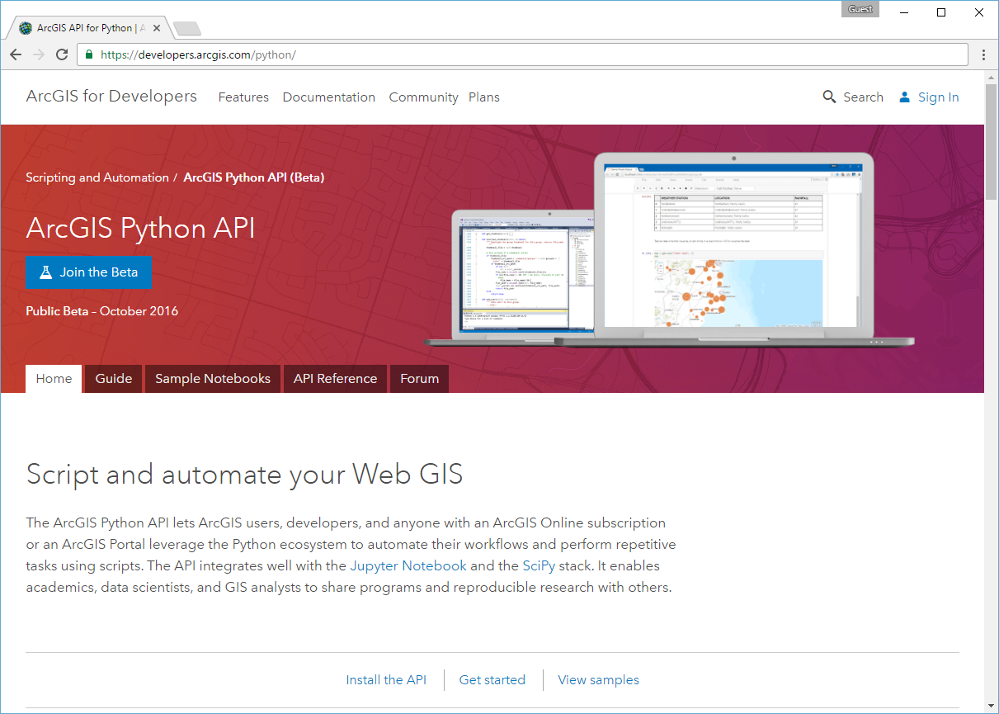 Guest
ArcGIS API for Python | A
https://developers.arcgis.com/python/
ArcGIS for Developers Features Documentation Community Plans Search Sign In
Scripting and Automation / ArcGIS Python API (Beta)
ArcGIS Python API
Join the Beta
Public Beta – October 2016
WEATHER STATION LOCATION RAINFALL
Home Guide Sample Notebooks API Reference Forum
Script and automate your Web GIS
The ArcGIS Python API lets ArcGIS users, developers, and anyone with an ArcGIS Online subscription
or an ArcGIS Portal leverage the Python ecosystem to automate their workflows and perform repetitive
tasks using scripts. The API integrates well with the Jupyter Notebook and the SciPy stack. It enables
academics, data scientists, and GIS analysts to share programs and reproducible research with others.
Install the API Get started View samples